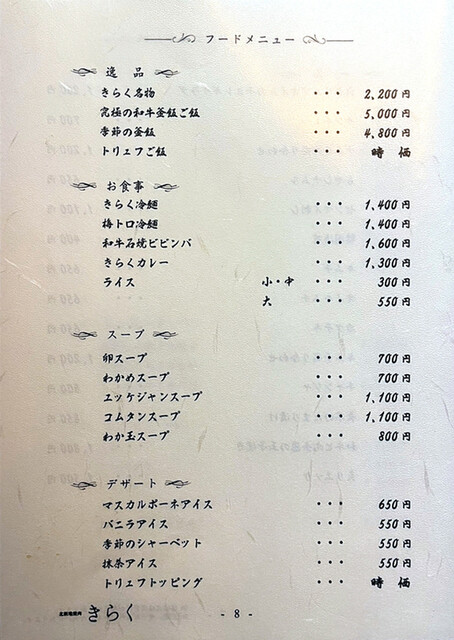 フードメニュー
逸品
きらく名物 ・・・ 2,200円
究極の和牛釜飯ご飯 ・・・ 5,000円
季節の釜飯 ・・・ 4,800円
トリュフご飯 ・・・ 時価
お食事
きらく冷麺 ・・・ 1,400円
梅トロ冷麺 ・・・ 1,400円
和牛石焼ビビンバ ・・・ 1,600円
きらくカレー ・・・ 1,300円
ライス 小・中 ・・・ 300円
大 ・・・ 550円
スープ
卵スープ ・・・ 700円
わかめスープ ・・・ 700円
ユッケジャンスープ ・・・ 1,100円
コムタンスープ ・・・ 1,100円
わか玉スープ ・・・ 800円
デザート
マスカルポーネアイス ・・・ 650円
バニラアイス ・・・ 550円
季節のシャーベット ・・・ 550円
抹茶アイス ・・・ 550円
トリュフトッピング ・・・ 時価
きらく
- 8 -